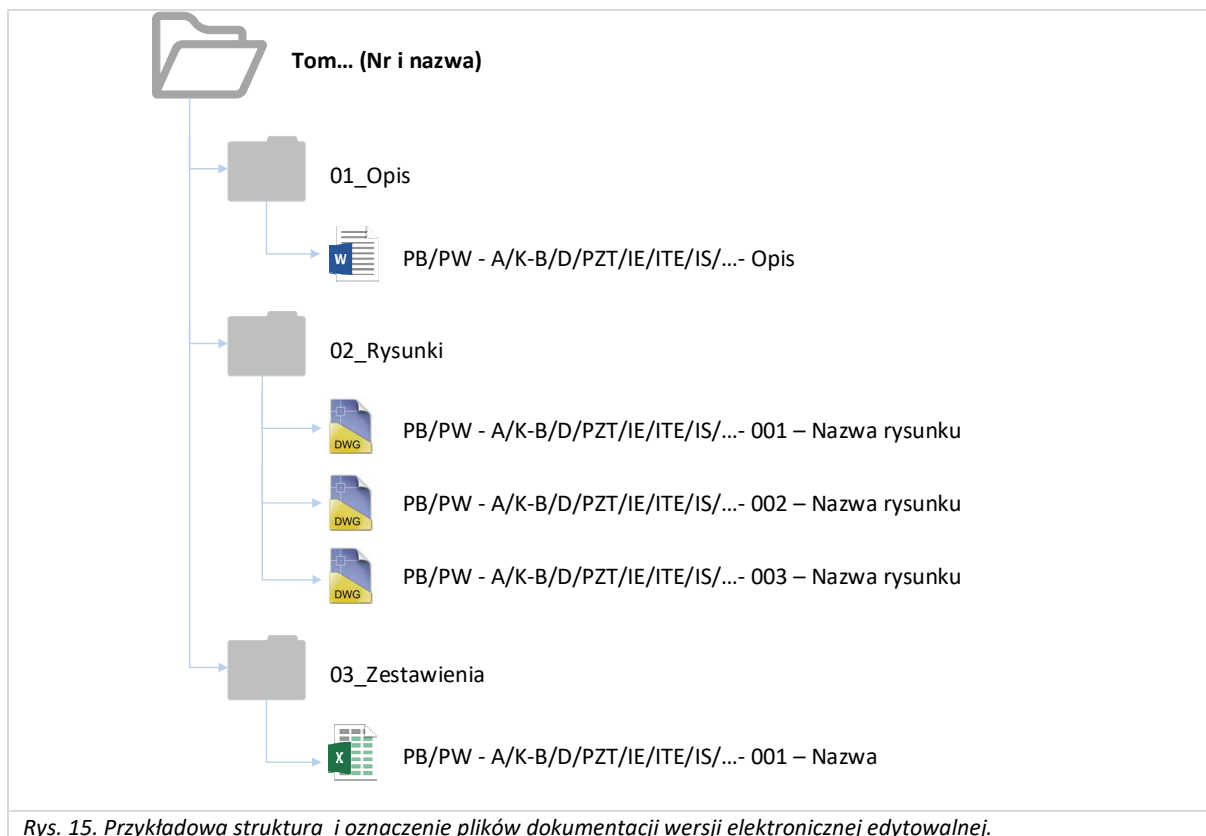 Tom... (Nr i nazwa)
01_Opis
W
PB/PW - A/K-B/D/PZT/IE/ITE/IS/...- Opis
02_Rysunki
DWG
PB/PW - A/K-B/D/PZT/IE/ITE/IS/...- 001 – Nazwa rysunku
DWG
PB/PW - A/K-B/D/PZT/IE/ITE/IS/...- 002 – Nazwa rysunku
DWG
PB/PW - A/K-B/D/PZT/IE/ITE/IS/...- 003 – Nazwa rysunku
03_Zestawienia
X
PB/PW - A/K-B/D/PZT/IE/ITE/IS/...- 001 – Nazwa
Rys. 15. Przykładowa struktura i oznaczenie plików dokumentacji wersji elektronicznej edytowalnej.